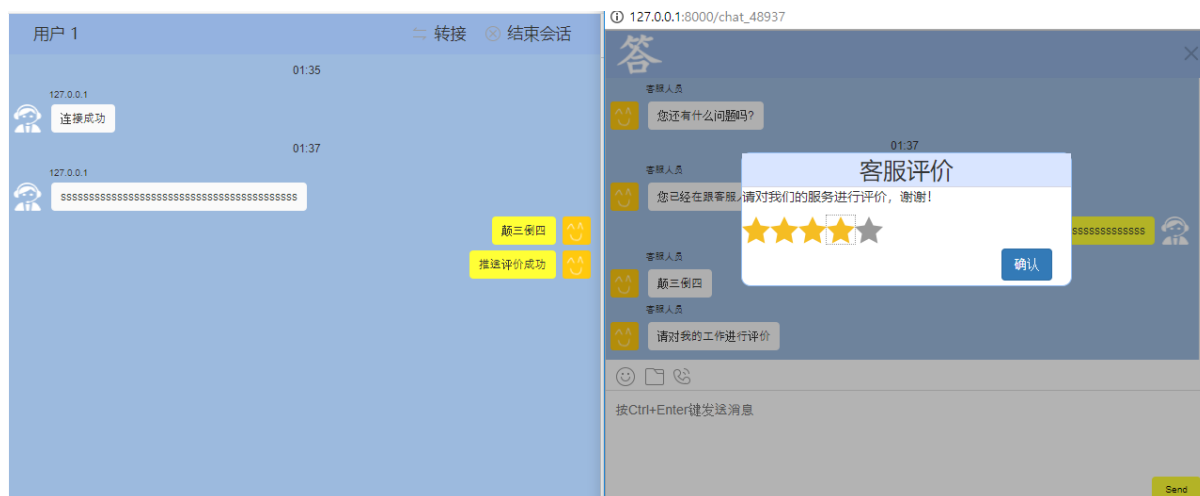 用户 1
转接
结束会话
01:35
127.0.0.1
连接成功
01:37
127.0.0.1
sssssssssssssssssssssssssssssssssssssssssss
颠三倒四
推送评价成功
127.0.0.1:8000/chat_48937
答
客服人员
您还有什么问题吗?
01:37
客服人员
您已经在跟客服人
客服评价
请对我们的服务进行评价，谢谢！
sssssssssssss
确认
客服人员
颠三倒四
客服人员
请对我的工作进行评价
按Ctrl+Enter键发送消息
Send